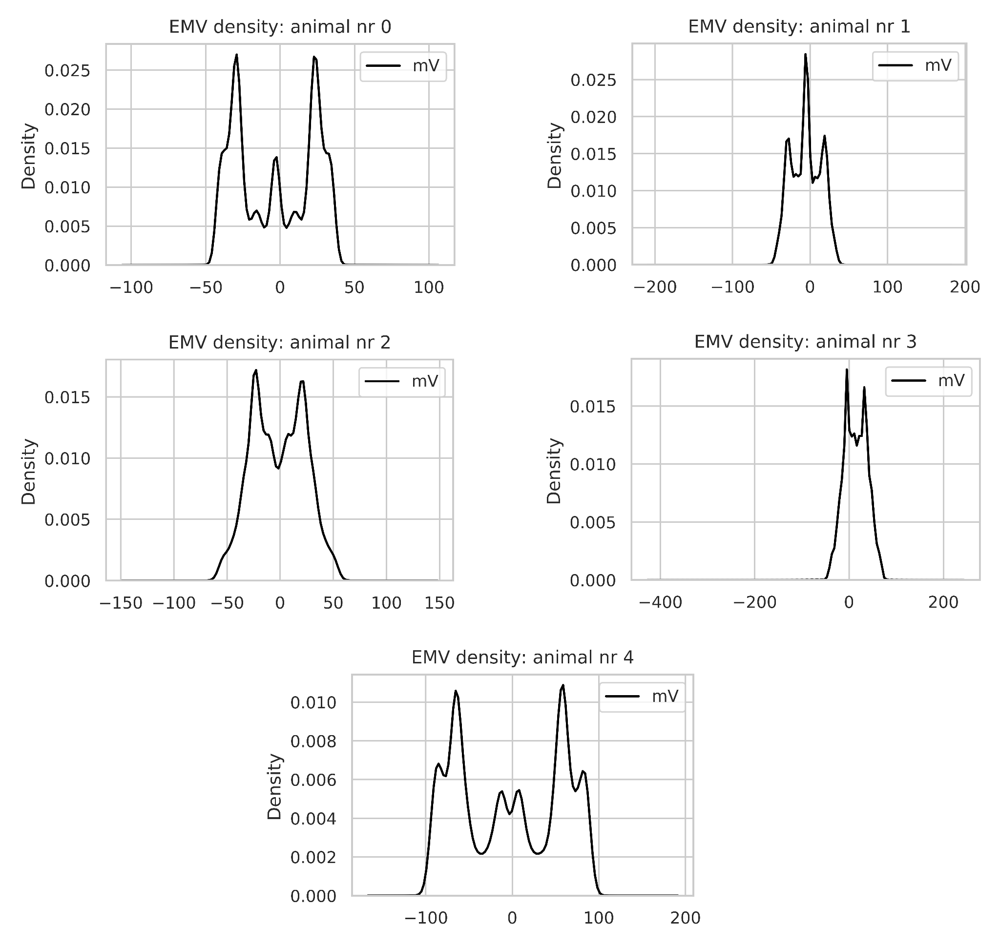 EMV density: animal nr 0
mV
Density
0.025
0.020
0.015
0.010
0.005
0.000
−100 −50 0 50 100
EMV density: animal nr 1
mV
Density
0.025
0.020
0.015
0.010
0.005
0.000
−200 −100 0 100 200
EMV density: animal nr 2
mV
Density
0.015
0.010
0.005
0.000
−150 −100 −50 0 50 100 150
EMV density: animal nr 3
mV
Density
0.015
0.010
0.005
0.000
−400 −200 0 200
EMV density: animal nr 4
mV
Density
0.010
0.008
0.006
0.004
0.002
0.000
−100 0 100 200